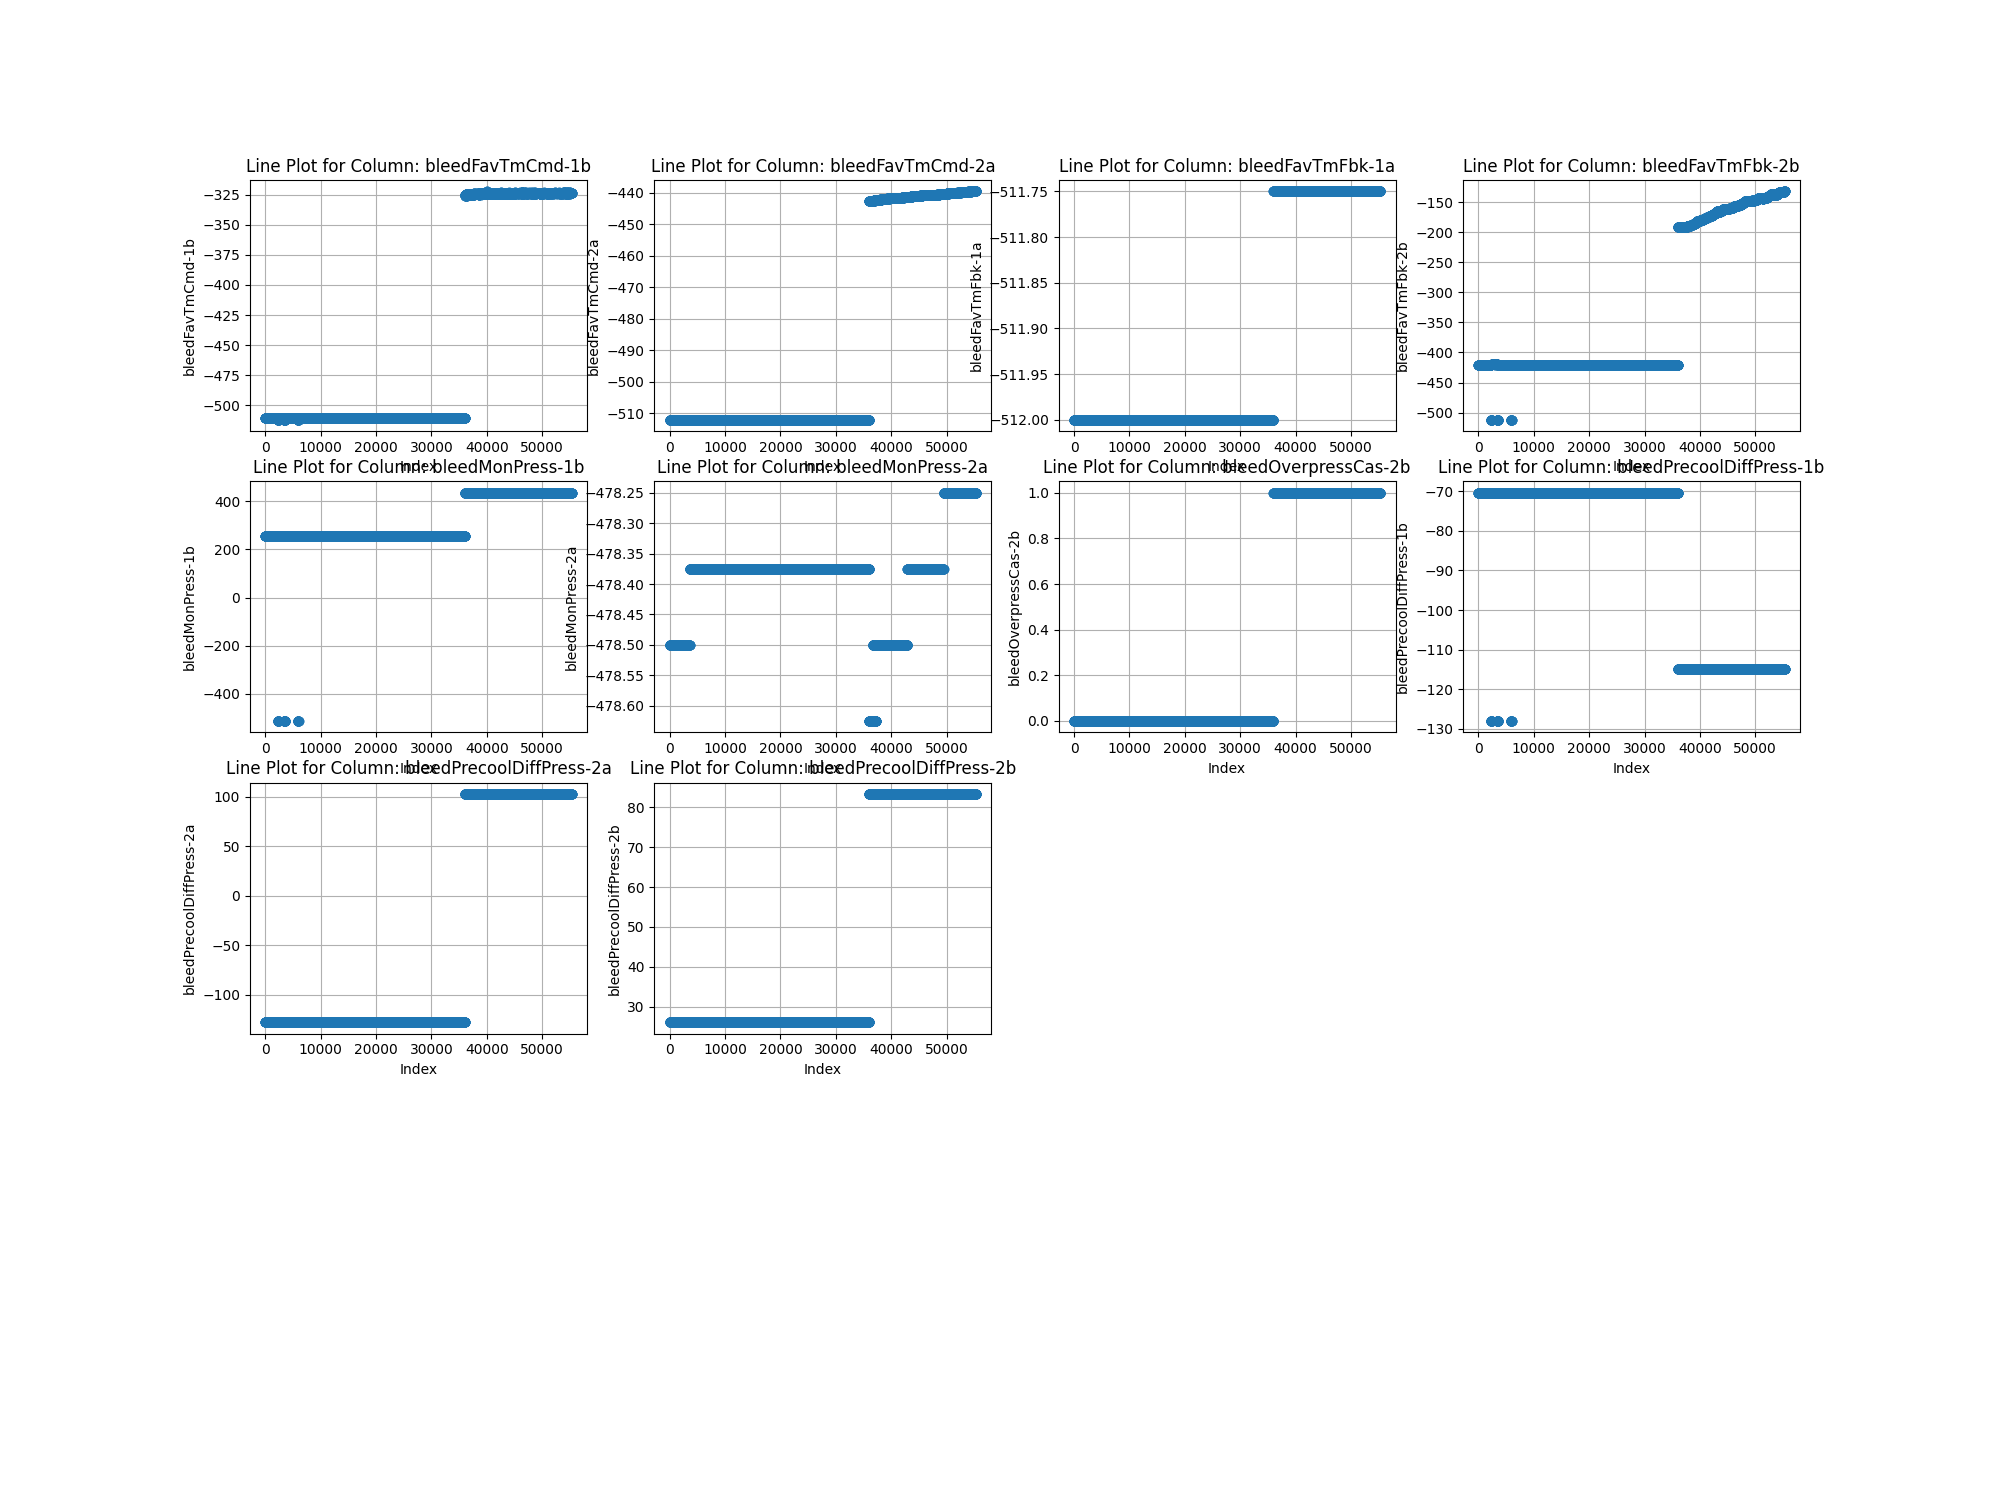 Line Plot for Column: bleedFavTmCmd-1b
bleedFavTmCmd-1b
−325
−350
−375
−400
−425
−450
−475
−500
0 10000 20000 30000 40000 50000
Index
Line Plot for Column: bleedFavTmCmd-2a
bleedFavTmCmd-2a
−440
−450
−460
−470
−480
−490
−500
−510
0 10000 20000 30000 40000 50000
Index
Line Plot for Column: bleedFavTmFbk-1a
bleedFavTmFbk-1a
−511.75
−511.80
−511.85
−511.90
−511.95
−512.00
0 10000 20000 30000 40000 50000
Index
Line Plot for Column: bleedFavTmFbk-2b
bleedFavTmFbk-2b
−150
−200
−250
−300
−350
−400
−450
−500
0 10000 20000 30000 40000 50000
Index
Line Plot for Column: bleedMonPress-1b
bleedMonPress-1b
400
200
0
−200
−400
0 10000 20000 30000 40000 50000
Index
Line Plot for Column: bleedMonPress-2a
bleedMonPress-2a
−478.25
−478.30
−478.35
−478.40
−478.45
−478.50
−478.55
−478.60
0 10000 20000 30000 40000 50000
Index
Line Plot for Column: bleedOverpressCas-2b
bleedOverpressCas-2b
1.0
0.8
0.6
0.4
0.2
0.0
0 10000 20000 30000 40000 50000
Index
Line Plot for Column: bleedPrecoolDiffPress-1b
bleedPrecoolDiffPress-1b
−70
−80
−90
−100
−110
−120
−130
0 10000 20000 30000 40000 50000
Index
Line Plot for Column: bleedPrecoolDiffPress-2a
bleedPrecoolDiffPress-2a
100
50
0
−50
−100
0 10000 20000 30000 40000 50000
Index
Line Plot for Column: bleedPrecoolDiffPress-2b
bleedPrecoolDiffPress-2b
80
70
60
50
40
30
0 10000 20000 30000 40000 50000
Index